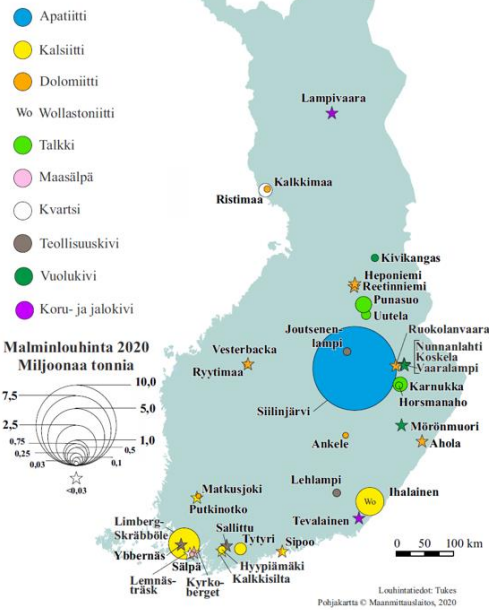 Apatiitti
Kalsiitti
Dolomiitti
Wo Wollastoniitti
Talkki
Maasälpä
Kvartsi
Teollisuuskivi
Vuolukivi
Koru- ja jalokivi
Malminlouhinta 2020
Miljoonaa tonnia
10,0
7,5
5,0
2,5
1,0
0,75
0,5
0,25
0,1
0,03
<0,03
Lampivaara
Kalkkimaa
Ristimaa
Kivikangas
Heponiemi
Reetinniemi
Punasuo
Uutela
Joutsenen-
lampi
Ruokolanvaara
Nunnanlahti
Koskela
Vaaralampi
Vesterbacka
Ryytimaa
Karnukka
Horsmanaho
Siilinjärvi
Mörönmuori
Ankele
Ahola
Lehlampi
Matkusjoki
Putkinotko
Ihalainen
Wo
Limberg-
Skräbböle
Sallittu
Tevalainen
Tytyri
Sipoo
Ybbernäs
Sälpä
Hyypiämäki
Kalkkisilta
Lemnäs-
träsk
Kyrko-
berget
0 50 100 km
Louhintatiedot: Tukes
Pohjakartta © Maanmittauslaitos, 2020